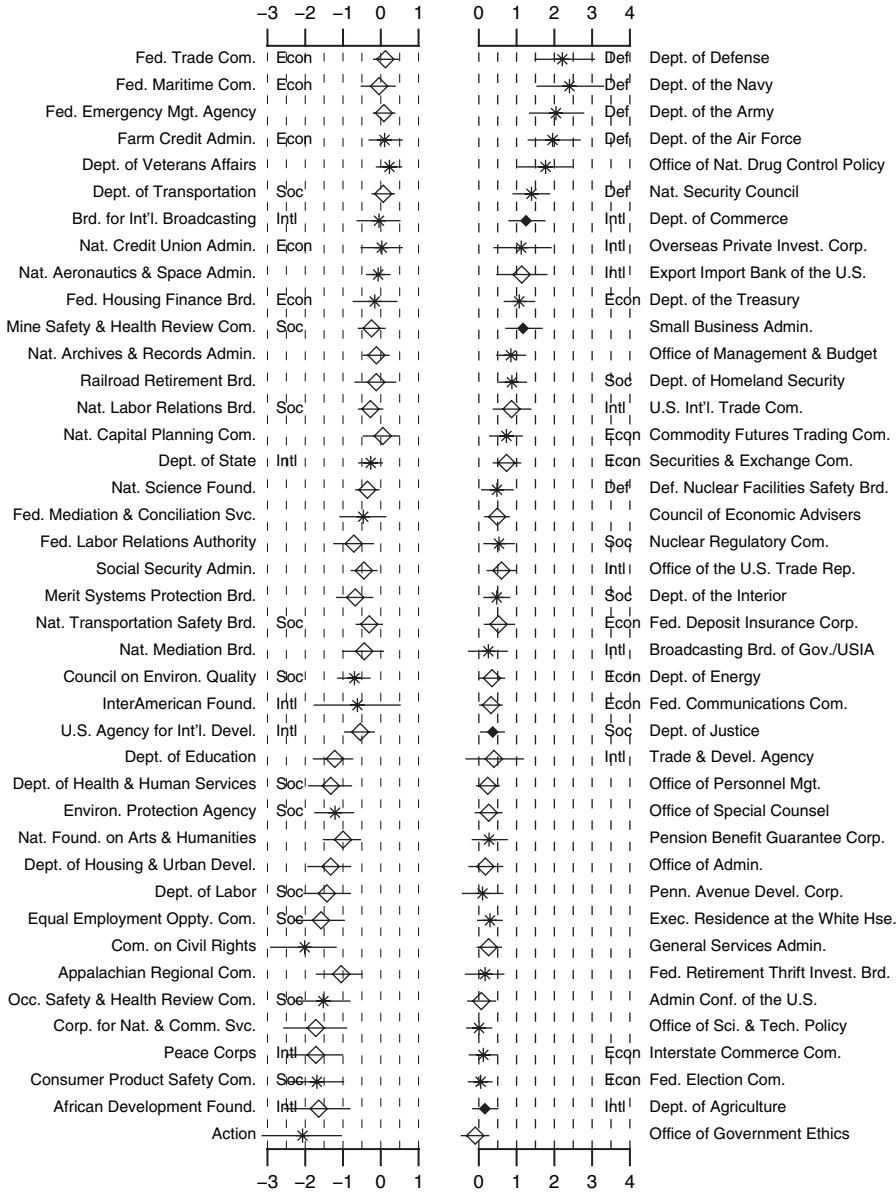 −3 −2 −1 0 1 0 1 2 3 4
Fed. Trade Com. Econ Def Dept. of Defense
Fed. Maritime Com. Econ Def Dept. of the Navy
Fed. Emergency Mgt. Agency Def Dept. of the Army
Farm Credit Admin. Econ Def Dept. of the Air Force
Dept. of Veterans Affairs Office of Nat. Drug Control Policy
Dept. of Transportation Soc Def Nat. Security Council
Brd. for Int'l. Broadcasting Intl Intl Dept. of Commerce
Nat. Credit Union Admin. Econ Intl Overseas Private Invest. Corp.
Nat. Aeronautics & Space Admin. Intl Export Import Bank of the U.S.
Fed. Housing Finance Brd. Econ Econ Dept. of the Treasury
Mine Safety & Health Review Com. Soc Small Business Admin.
Nat. Archives & Records Admin. Office of Management & Budget
Railroad Retirement Brd. Soc Dept. of Homeland Security
Nat. Labor Relations Brd. Soc Intl U.S. Int'l. Trade Com.
Nat. Capital Planning Com. Econ Commodity Futures Trading Com.
Dept. of State Intl Econ Securities & Exchange Com.
Nat. Science Found. Def Def. Nuclear Facilities Safety Brd.
Fed. Mediation & Conciliation Svc. Council of Economic Advisers
Fed. Labor Relations Authority Soc Nuclear Regulatory Com.
Social Security Admin. Intl Office of the U.S. Trade Rep.
Merit Systems Protection Brd. Soc Dept. of the Interior
Nat. Transportation Safety Brd. Soc Econ Fed. Deposit Insurance Corp.
Nat. Mediation Brd. Intl Broadcasting Brd. of Gov./USIA
Council on Environ. Quality Soc Econ Dept. of Energy
InterAmerican Found. Intl Econ Fed. Communications Com.
U.S. Agency for Int'l. Devel. Intl Soc Dept. of Justice
Dept. of Education Intl Trade & Devel. Agency
Dept. of Health & Human Services Soc Office of Personnel Mgt.
Environ. Protection Agency Soc Office of Special Counsel
Nat. Found. on Arts & Humanities Pension Benefit Guarantee Corp.
Dept. of Housing & Urban Devel. Office of Admin.
Dept. of Labor Soc Penn. Avenue Devel. Corp.
Equal Employment Oppty. Com. Soc Exec. Residence at the White Hse.
Com. on Civil Rights General Services Admin.
Appalachian Regional Com. Fed. Retirement Thrift Invest. Brd.
Occ. Safety & Health Review Com. Soc Admin Conf. of the U.S.
Corp. for Nat. & Comm. Svc. Office of Sci. & Tech. Policy
Peace Corps Intl Econ Interstate Commerce Com.
Consumer Product Safety Com. Soc Econ Fed. Election Com.
African Development Found. Intl Intl Dept. of Agriculture
Action Office of Government Ethics
−3 −2 −1 0 1 0 1 2 3 4